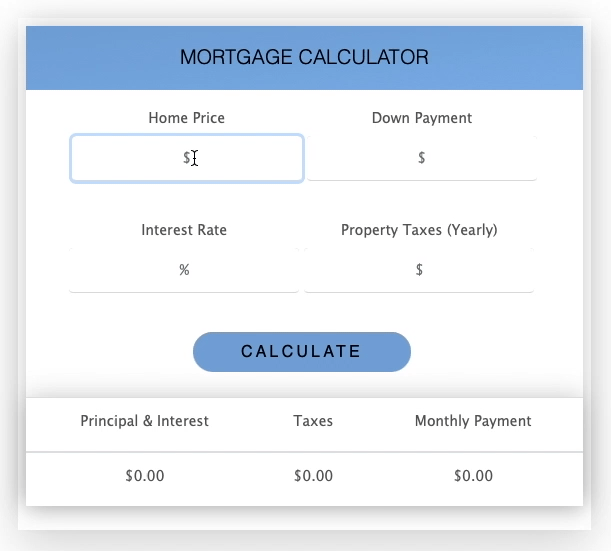 MORTGAGE CALCULATOR
Home Price Down Payment
$ $
Interest Rate Property Taxes (Yearly)
% $
CALCULATE
Principal & Interest Taxes Monthly Payment
$0.00 $0.00 $0.00